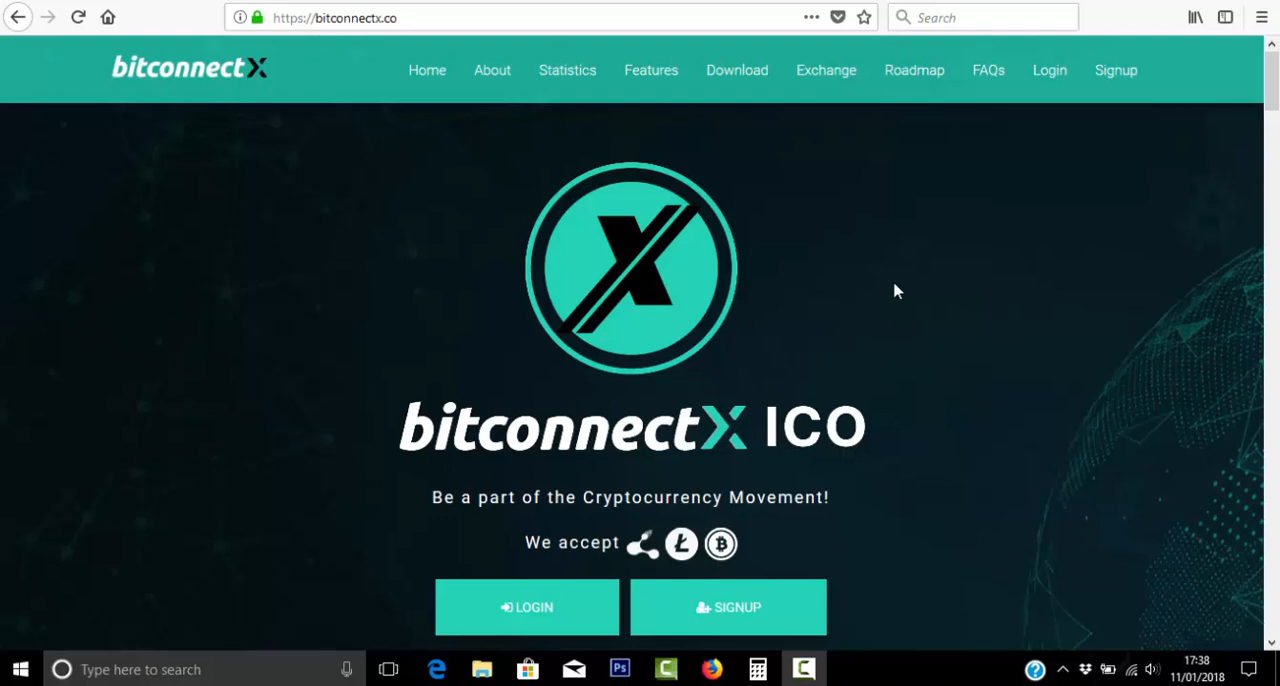 https://bitconnectx.co
Search
bitconnectX
Home About Statistics Features Download Exchange Roadmap FAQs Login Signup
X
bitconnectX ICO
Be a part of the Cryptocurrency Movement!
We accept
LOGIN
SIGNUP
Type here to search
Ps
17:38
11/01/2018